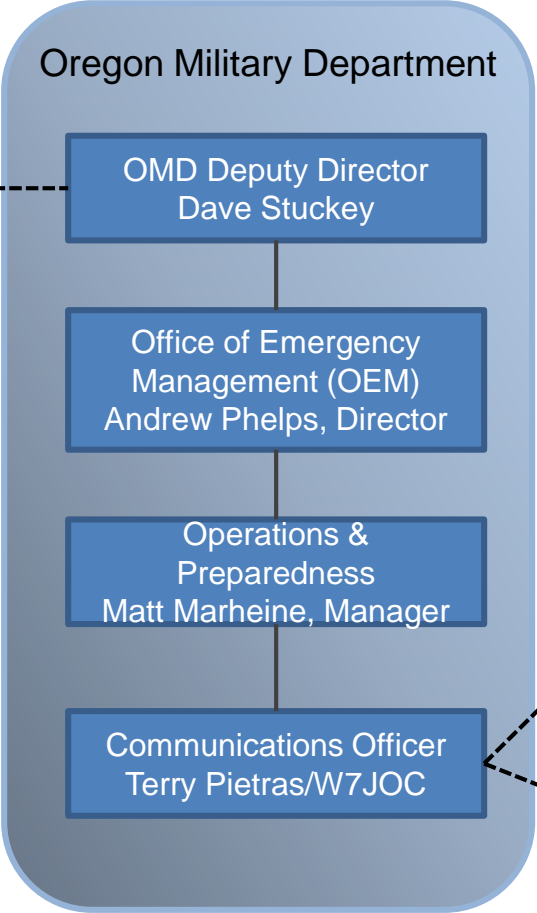 Oregon Military Department
OMD Deputy Director
Dave Stuckey
Office of Emergency
Management (OEM)
Andrew Phelps, Director
Operations &
Preparedness
Matt Marheine, Manager
Communications Officer
Terry Pietras/W7JOC